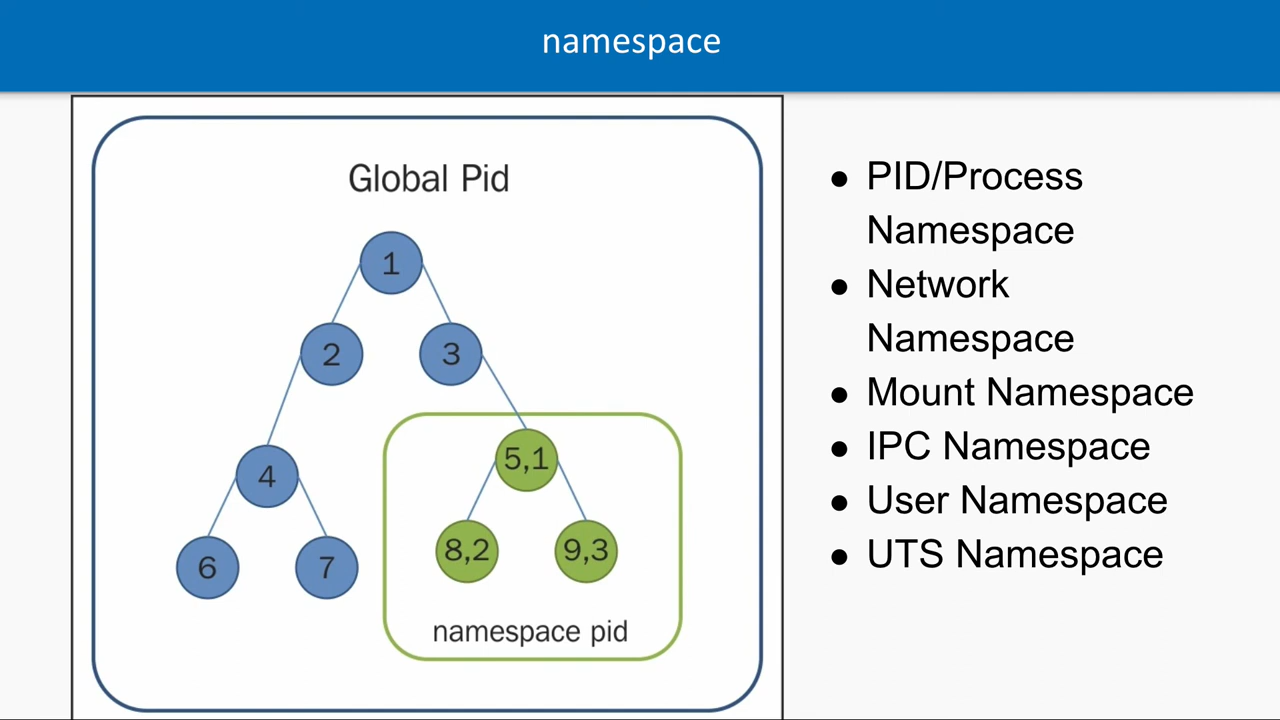 namespace
Global Pid
1
2
3
4
5,1
6
7
8,2
9,3
namespace pid
● PID/Process
Namespace
● Network
Namespace
● Mount Namespace
● IPC Namespace
● User Namespace
● UTS Namespace